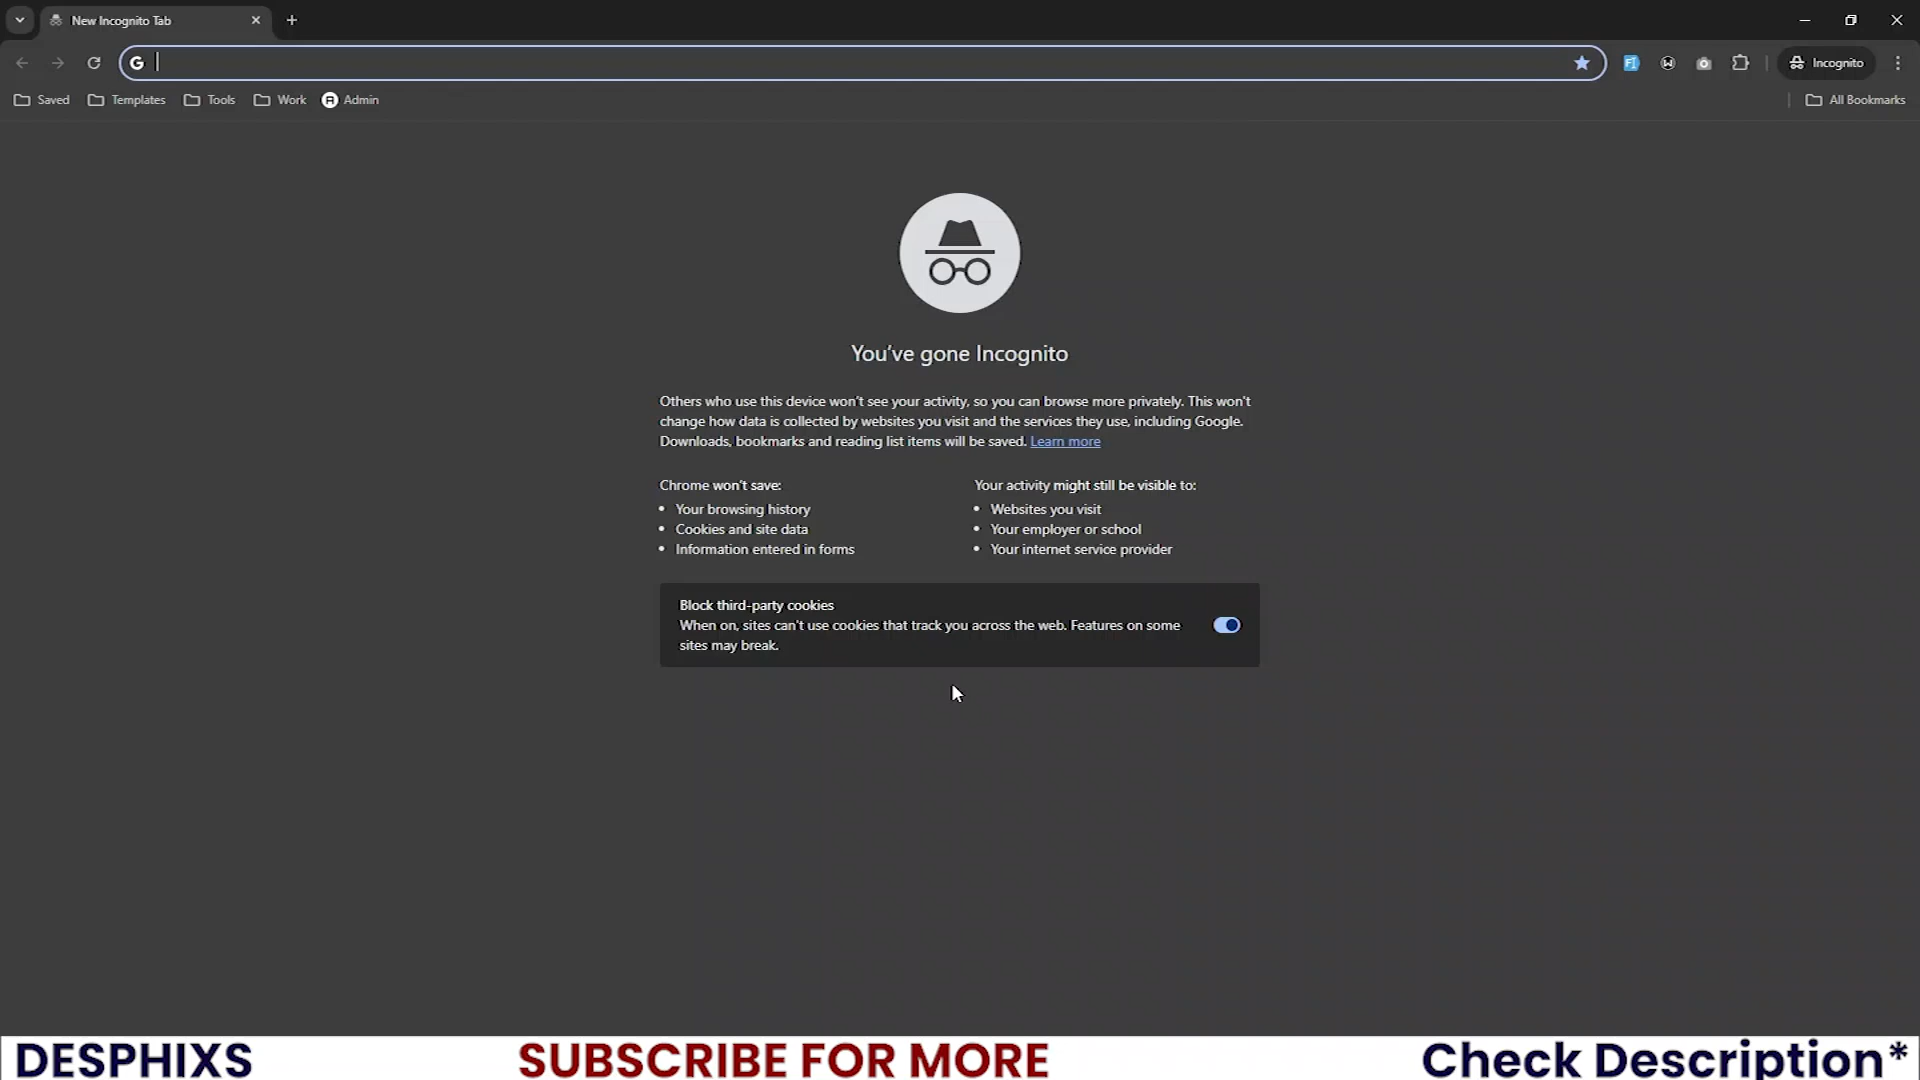 New Incognito Tab
Incognito
Saved
Templates
Tools
Work
Admin
All Bookmarks
You've gone Incognito
Others who use this device won't see your activity, so you can browse more privately. This won't
change how data is collected by websites you visit and the services they use, including Google.
Downloads, bookmarks and reading list items will be saved. Learn more
Chrome won't save:
• Your browsing history
• Cookies and site data
• Information entered in forms
Your activity might still be visible to:
• Websites you visit
• Your employer or school
• Your internet service provider
Block third-party cookies
When on, sites can't use cookies that track you across the web. Features on some
sites may break.
DESPHIXS
SUBSCRIBE FOR MORE
Check Description*